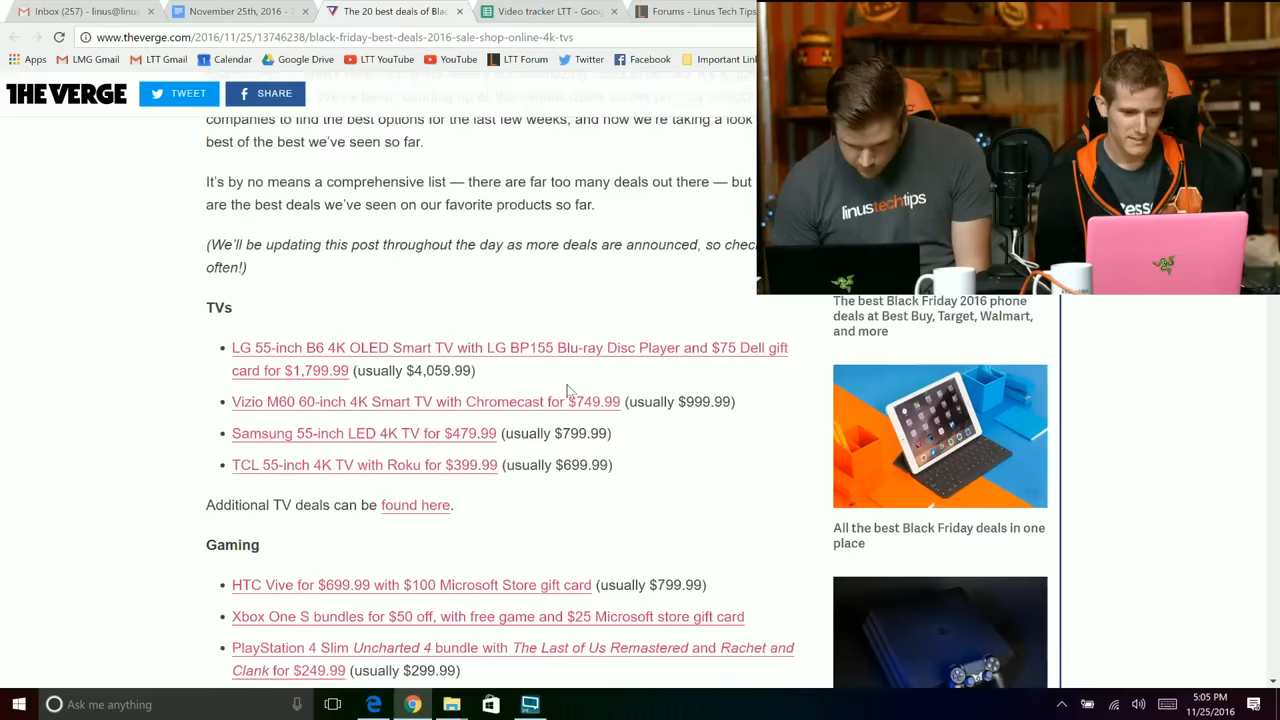 Inbox (17) - linus@linus
November 25th, 2016 -
The 20 best deals of Blac
Video tracker LTT - Goog
Forums - Linus Tech Tips
www.theverge.com/2016/11/25/13746238/black-friday-best-deals-2016-sale-shop-online-4k-tvs
Apps
LMG Gmail
LTT Gmail
Calendar
Google Drive
LTT YouTube
YouTube
LTT Forum
Twitter
Facebook
Important Link
THE VERGE
TWEET
SHARE
companies to find the best options for the last few weeks, and now we're taking a look
best of the best we've seen so far.
It's by no means a comprehensive list — there are far too many deals out there — but
are the best deals we've seen on our favorite products so far.
(We'll be updating this post throughout the day as more deals are announced, so chec
often!)
TVs
LG 55-inch B6 4K OLED Smart TV with LG BP155 Blu-ray Disc Player and $75 Dell gift
card for $1,799.99 (usually $4,059.99)
Vizio M60 60-inch 4K Smart TV with Chromecast for $749.99 (usually $999.99)
Samsung 55-inch LED 4K TV for $479.99 (usually $799.99)
TCL 55-inch 4K TV with Roku for $399.99 (usually $699.99)
Additional TV deals can be found here.
Gaming
HTC Vive for $699.99 with $100 Microsoft Store gift card (usually $799.99)
Xbox One S bundles for $50 off, with free game and $25 Microsoft store gift card
PlayStation 4 Slim Uncharted 4 bundle with The Last of Us Remastered and Rachet and
Clank for $249.99 (usually $299.99)
linustechtips
The best Black Friday 2016 phone
deals at Best Buy, Target, Walmart,
and more
All the best Black Friday deals in one
place
Ask me anything
5:05 PM
11/25/2016